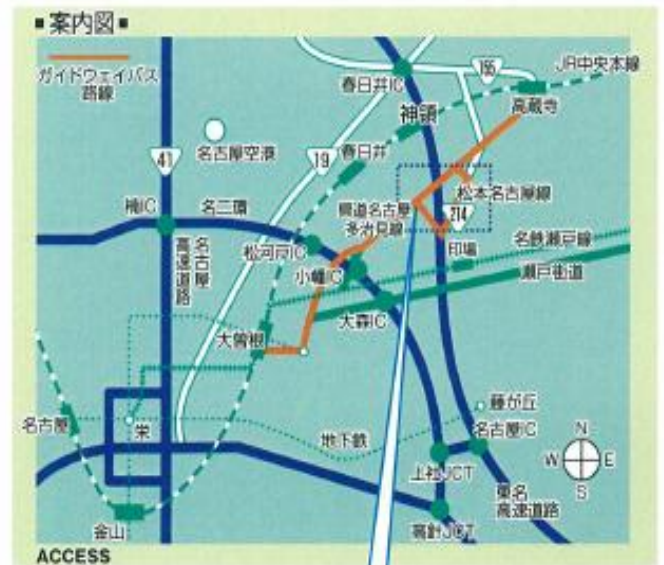 ■案内図■
ガイドウェイバス
路線
155
JR中央本線
春日井IC
高蔵寺
神領
名古屋空港
41
19
春日井
松本名古屋線
県道名古屋
多治見線
214
楠IC
名二環
印場
名鉄瀬戸線
松河戸IC
名古屋
高速道路
小幡IC
瀬戸街道
大森IC
大曽根
藤が丘
名古屋
栄
地下鉄
名古屋IC
N
W
E
S
上社JCT
東名
高速道路
金山
高針JCT
ACCESS